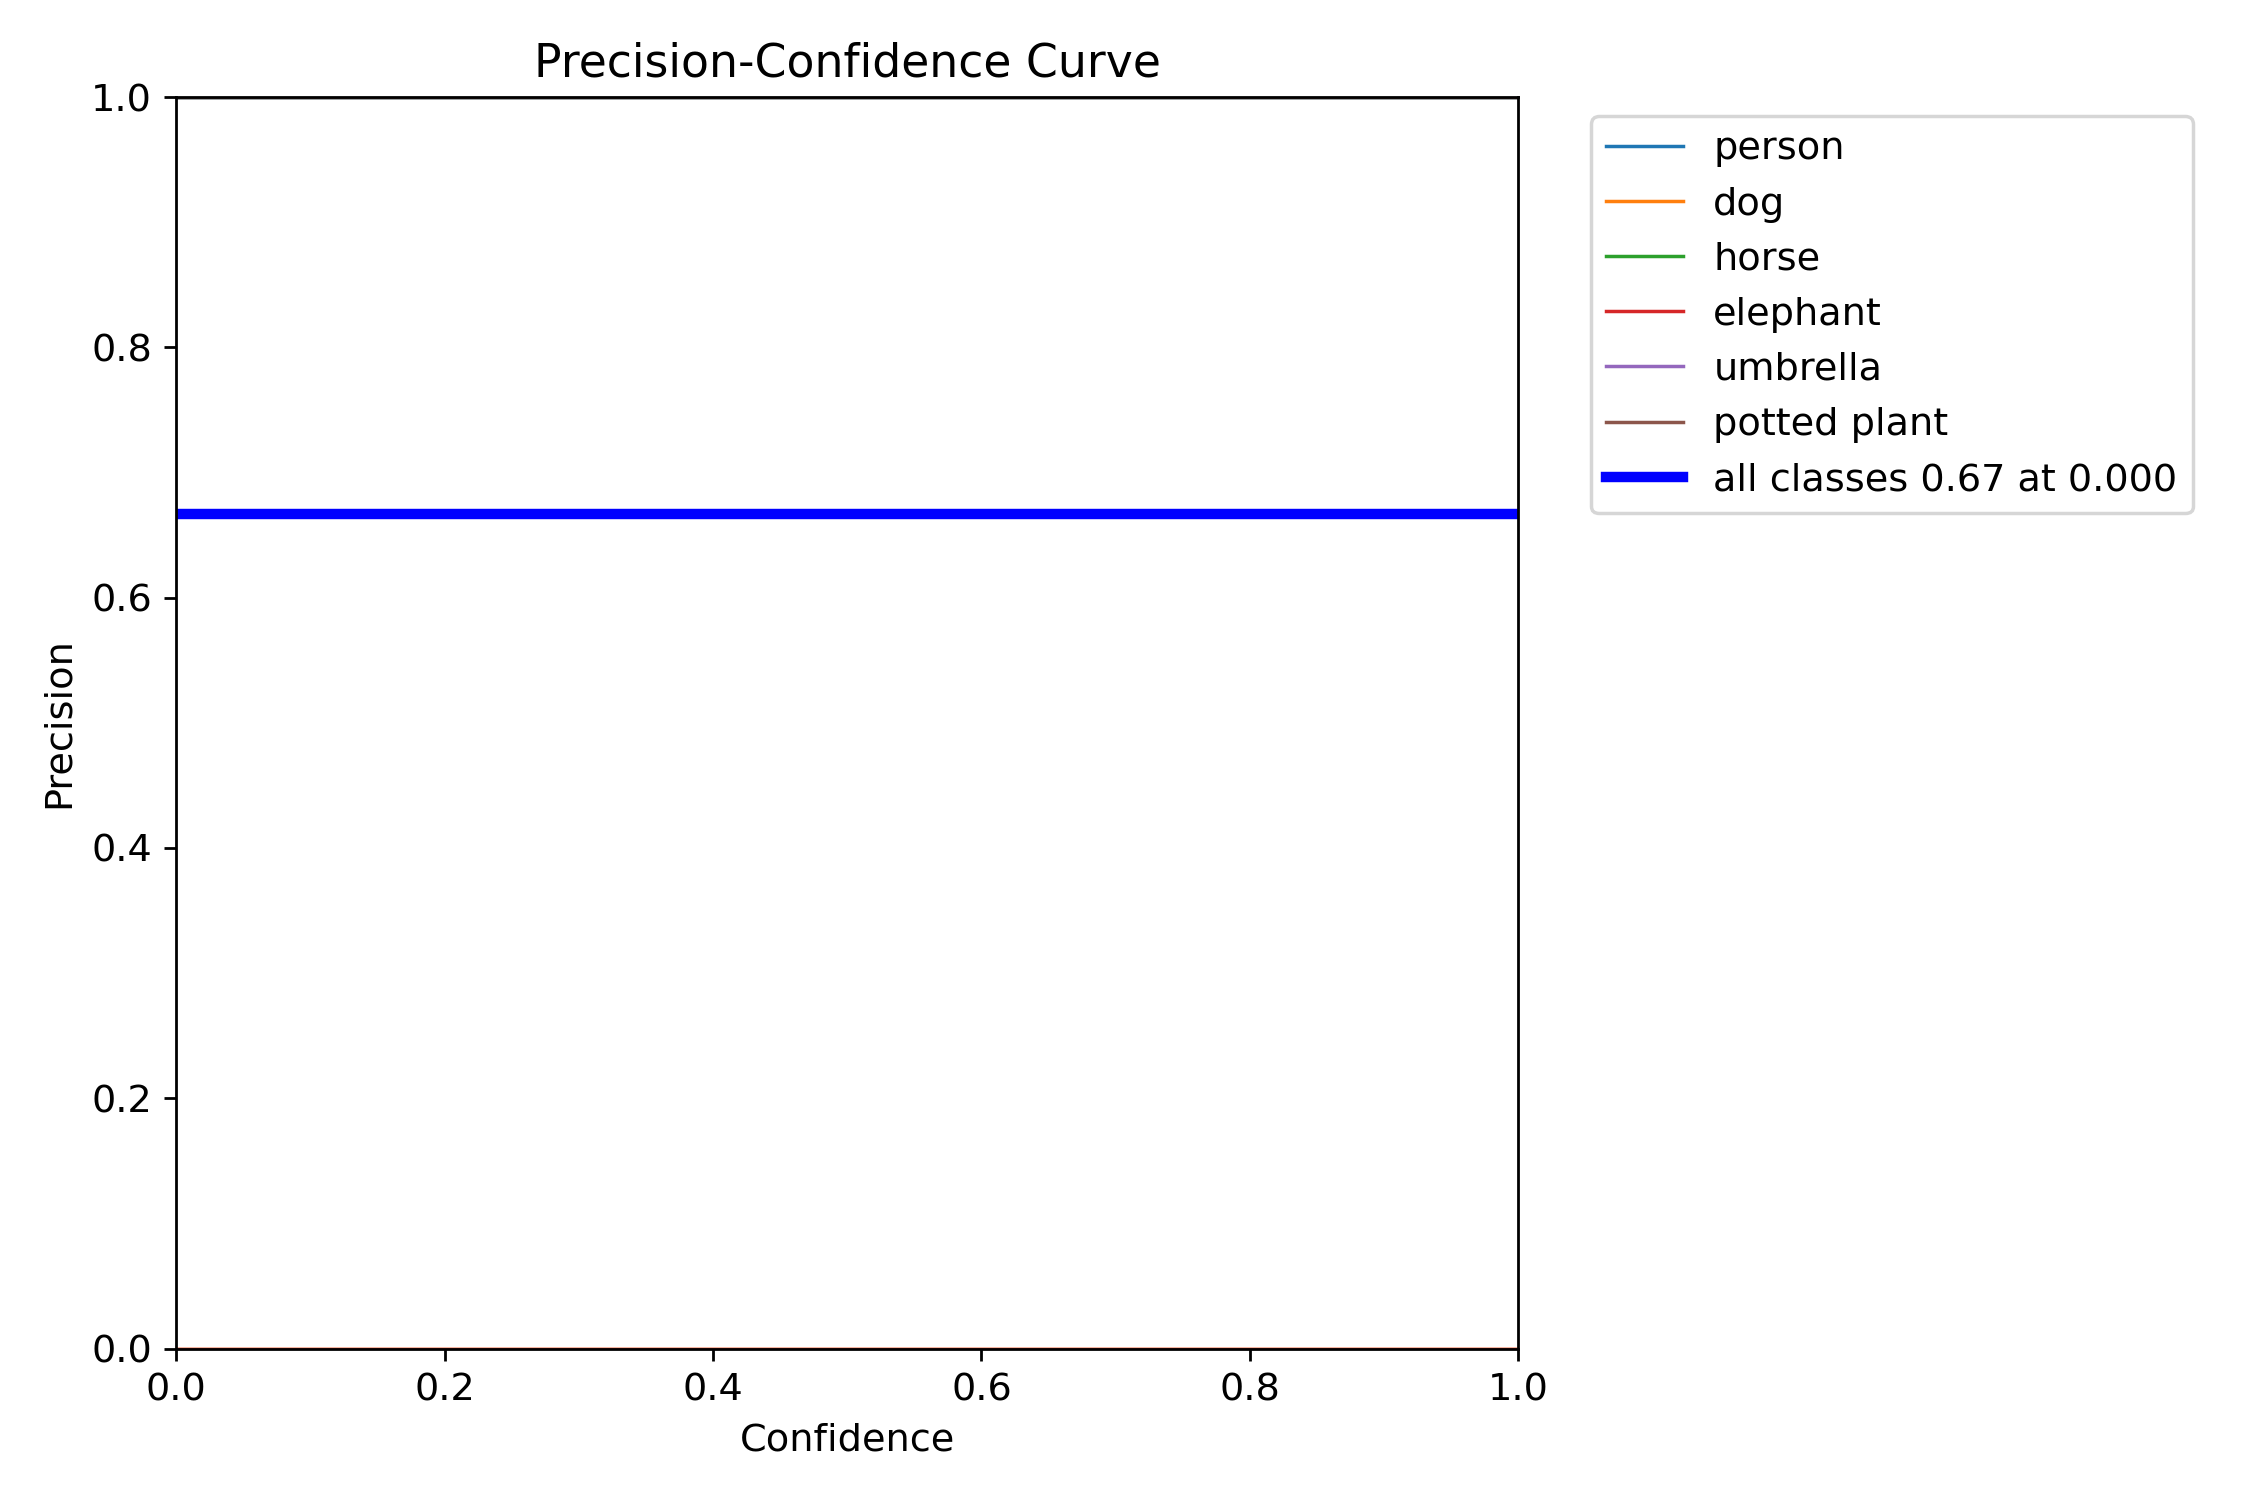 Precision-Confidence Curve
1.0
0.8
0.6
0.4
0.2
0.0
Precision
0.0 0.2 0.4 0.6 0.8 1.0
Confidence
person
dog
horse
elephant
umbrella
potted plant
all classes 0.67 at 0.000